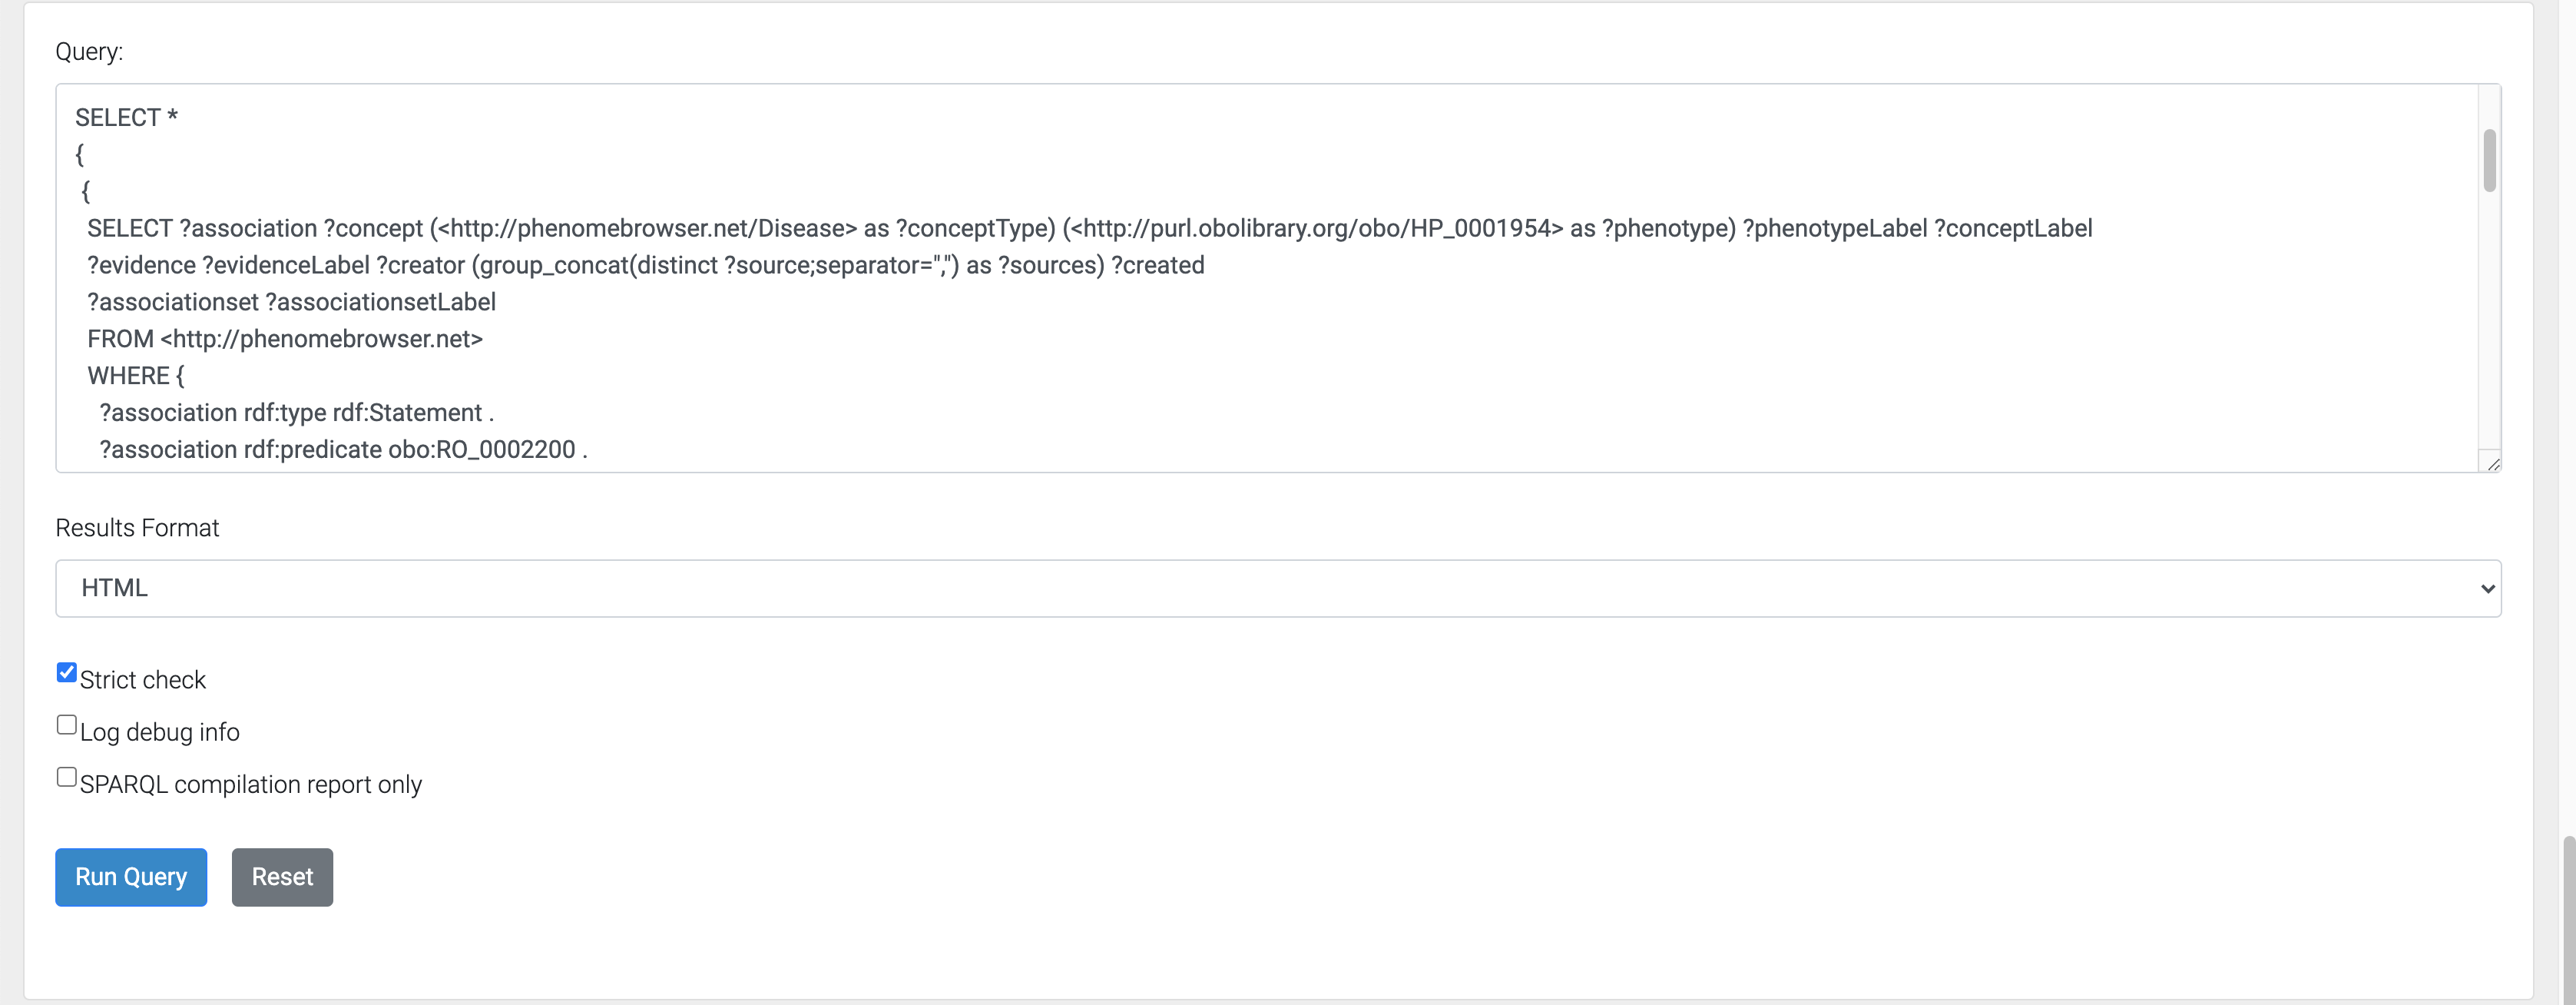 Query:
SELECT *
{
{
SELECT ?association ?concept (<http://phenomebrowser.net/Disease> as ?conceptType) (<http://purl.obolibrary.org/obo/HP_0001954> as ?phenotype) ?phenotypeLabel ?conceptLabel
?evidence ?evidenceLabel ?creator (group_concat(distinct ?source;separator=",") as ?sources) ?created
?associationset ?associationsetLabel
FROM <http://phenomebrowser.net>
WHERE {
?association rdf:type rdf:Statement .
?association rdf:predicate obo:RO_0002200 .
Results Format
HTML
Strict check
Log debug info
SPARQL compilation report only
Run Query Reset